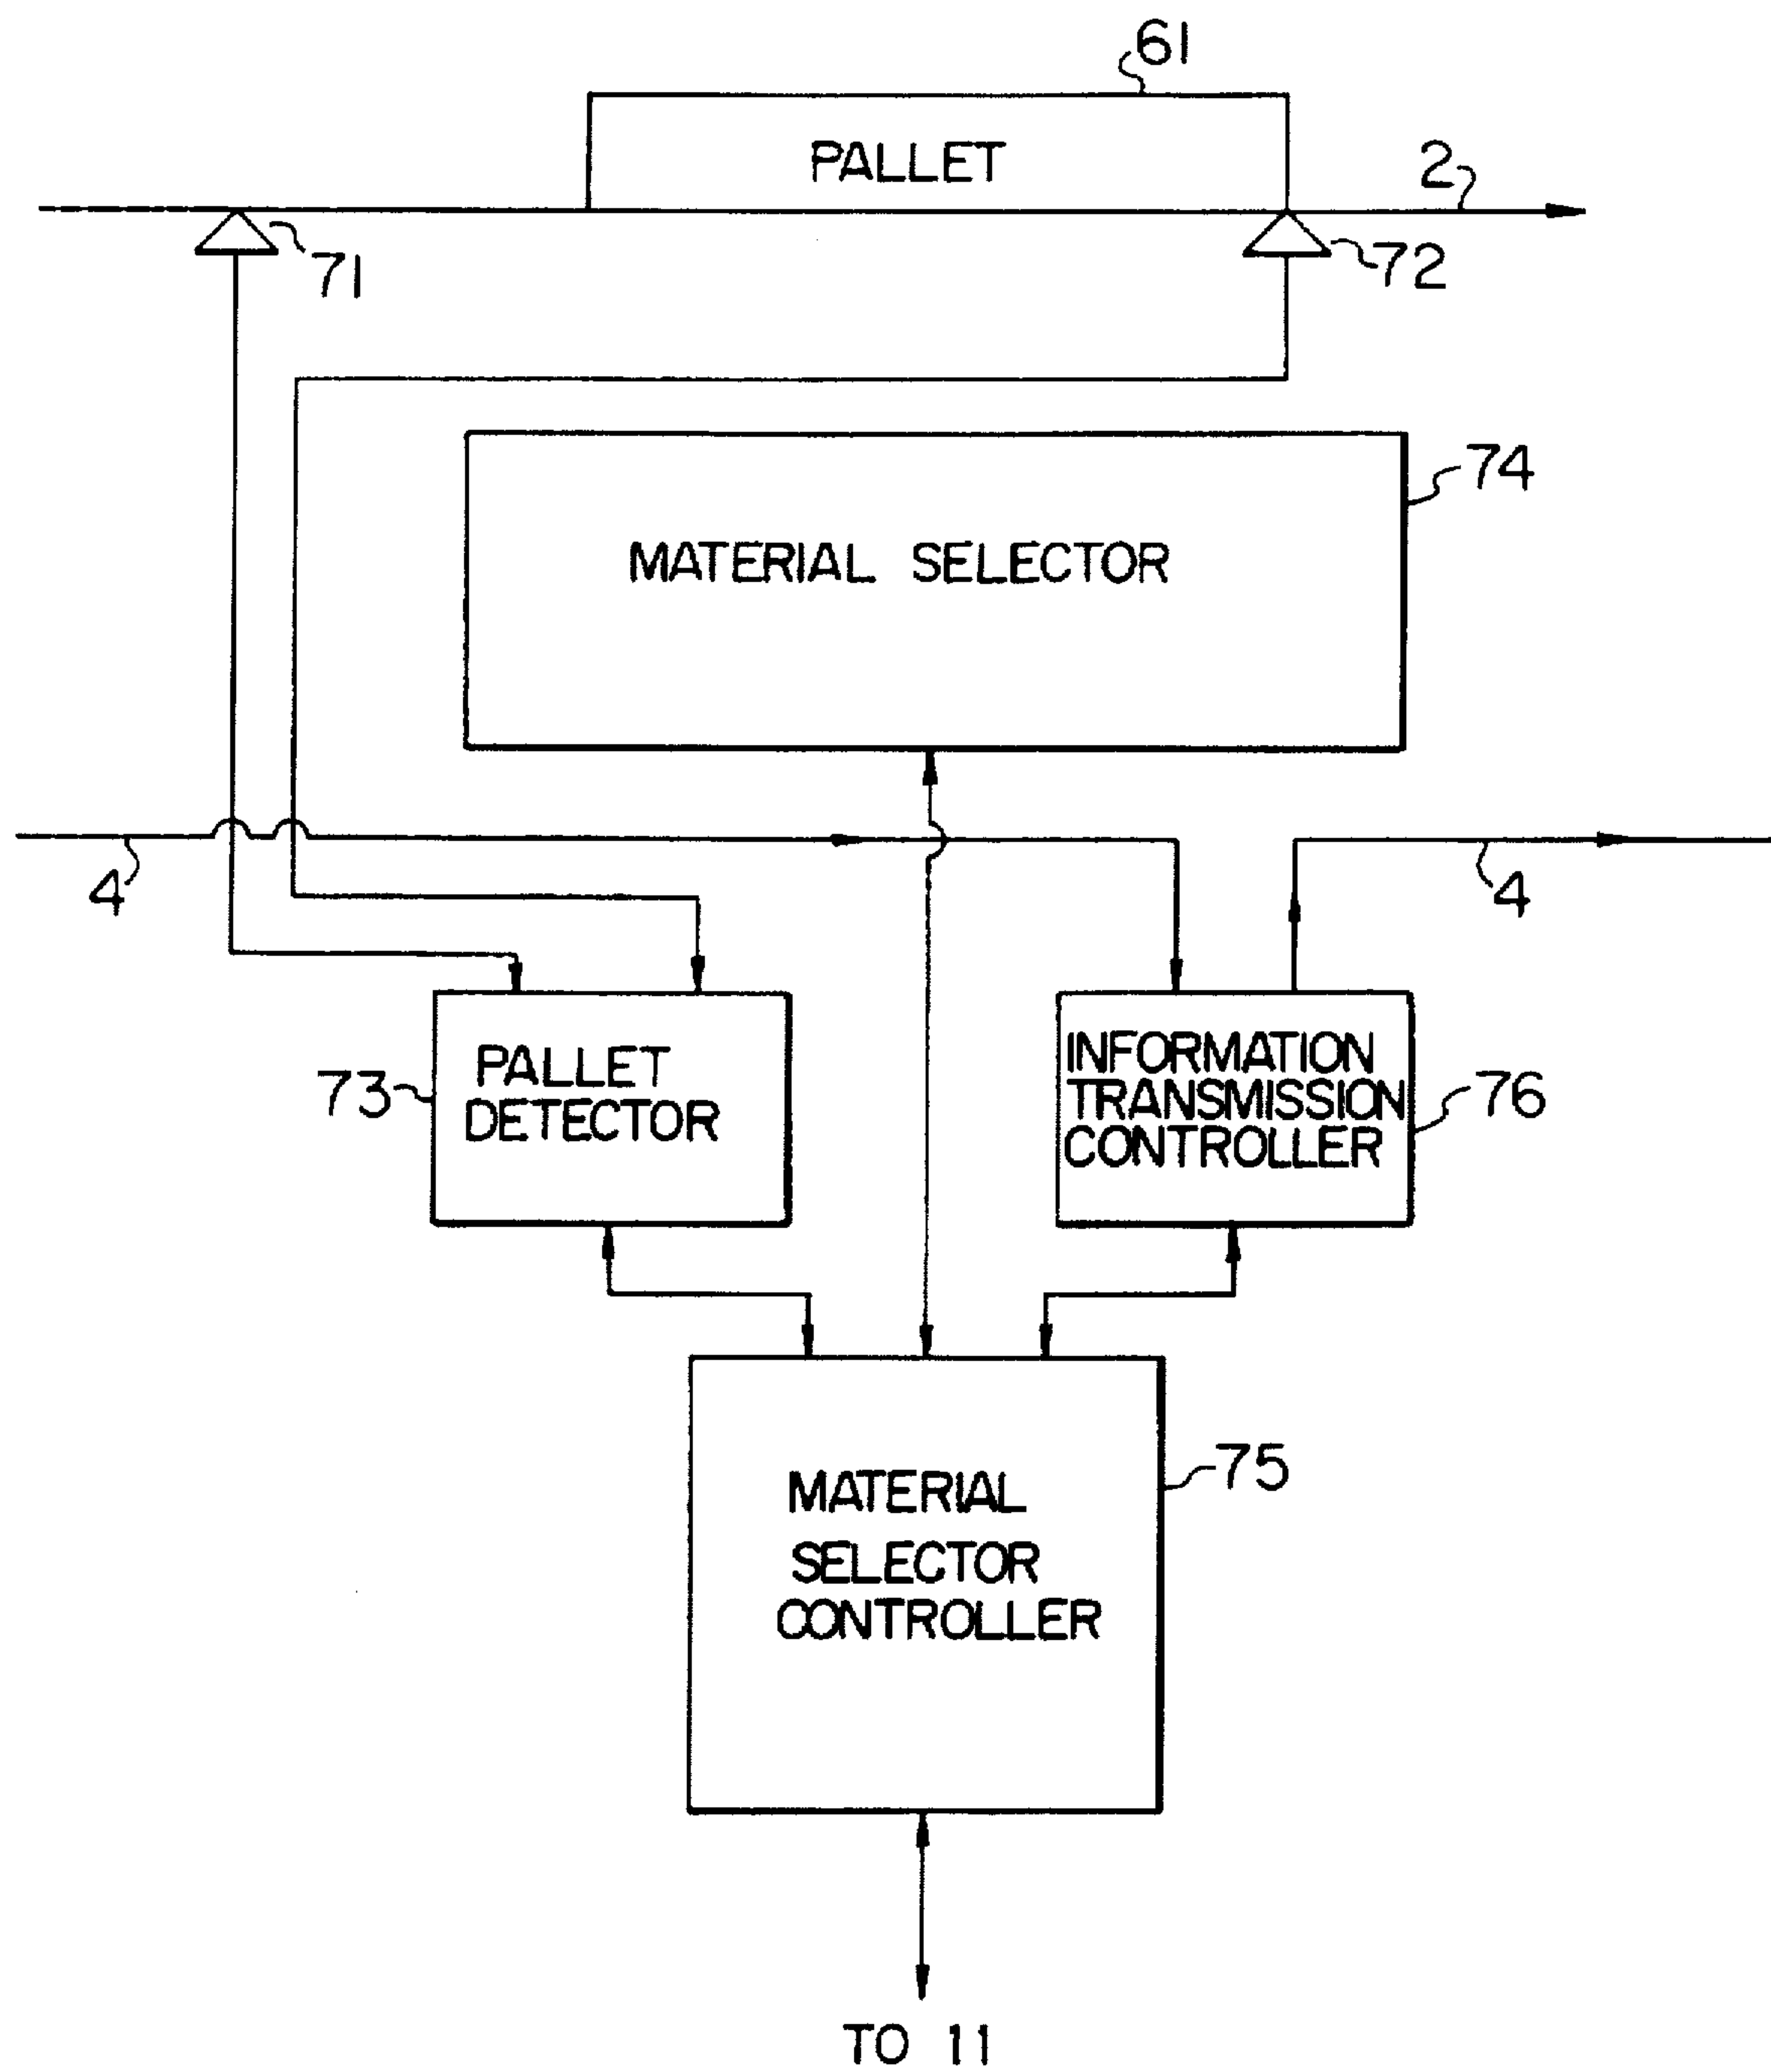 61
PALLET
2
71
72
74
MATERIAL SELECTOR
4
4
73
PALLET
DETECTOR
INFORMATION
TRANSMISSION
CONTROLLER
76
75
MATERIAL
SELECTOR
CONTROLLER
TO 11